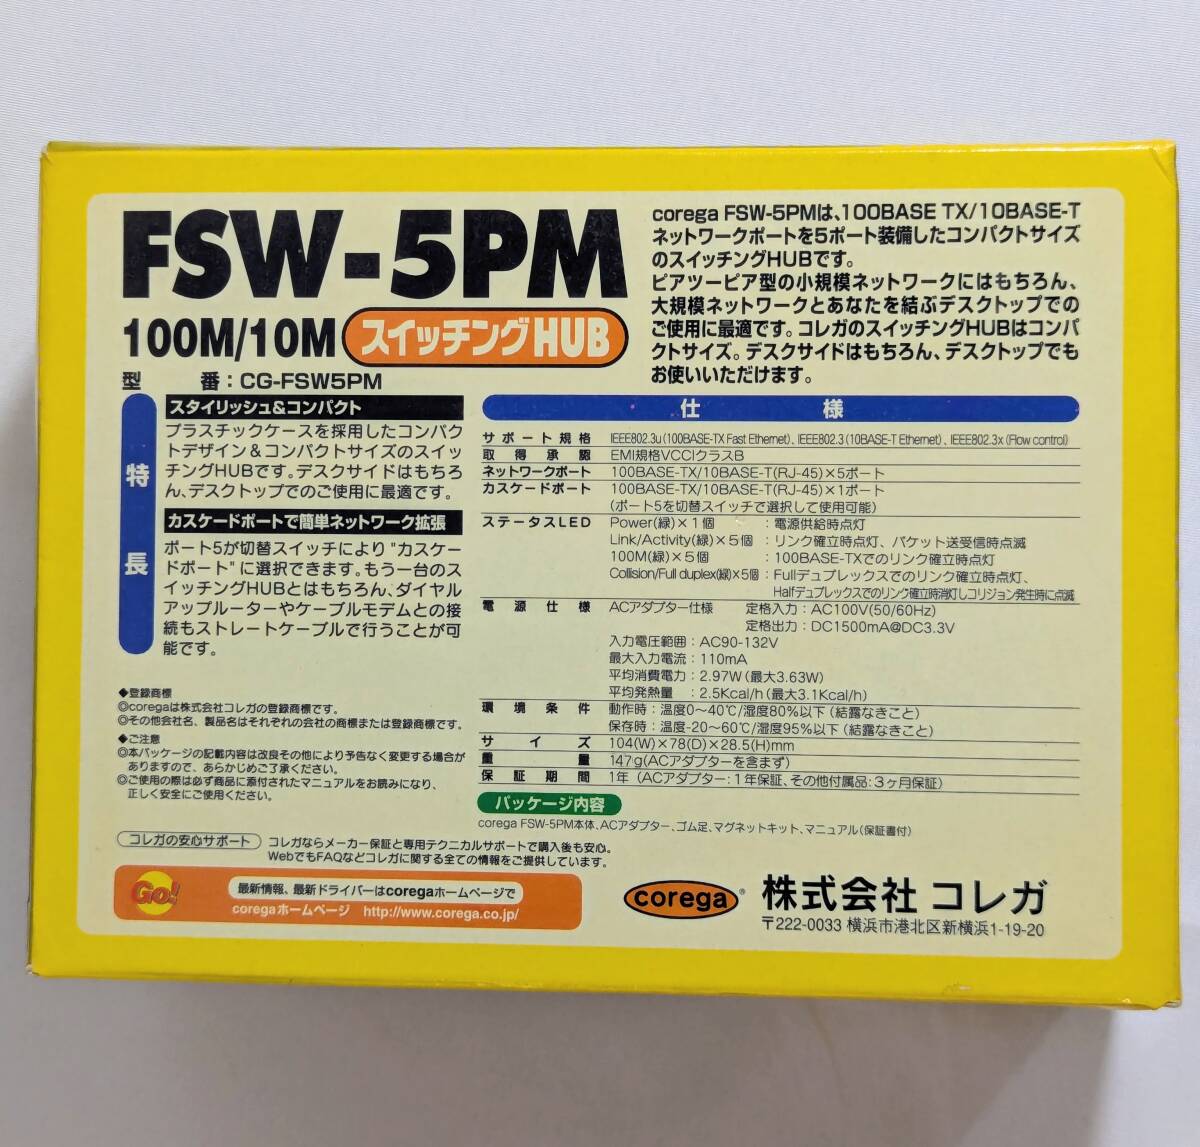 FSW-5PM
100M/10M スイッチングHUB
型 番：CG-FSW5PM
corega FSW-5PMは、100BASE TX/10BASE-T
ネットワークポートを5ポート装備したコンパクトサイズ
のスイッチングHUBです。
ピアツーピア型の小規模ネットワークにはもちろん、
大規模ネットワークとあなたを結ぶデスクトップでの
ご使用に最適です。コレガのスイッチングHUBはコンパ
クトサイズ。デスクサイドはもちろん、デスクトップでも
お使いいただけます。
特長
スタイリッシュ&コンパクト
プラスチックケースを採用したコンパク
トデザイン&コンパクトサイズのスイッ
チングHUBです。デスクサイドはもちろ
ん、デスクトップでのご使用に最適です。
カスケードポートで簡単ネットワーク拡張
ポート5が切替スイッチにより"カスケー
ドポート"に選択できます。もう一台のス
イッチングHUBとはもちろん、ダイヤル
アップルーターやケーブルモデムとの接
続もストレートケーブルで行うことが可
能です。
◆登録商標
◎coregaは株式会社コレガの登録商標です。
◎その他会社名、製品名はそれぞれの会社の商標または登録商標です。
◆ご注意
◎本パッケージの記載内容は改良その他により予告なく変更する場合が
ありますので、あらかじめご了承ください。
◎ご使用の際は必ず商品に添付されたマニュアルをお読みになり、
正しく安全にご使用ください。
仕様
サポート規格 IEEE802.3u(100BASE-TX Fast Ethernet)、IEEE802.3(10BASE-T Ethernet)、IEEE802.3x(Flow control)
取得承認 EMI規格VCCIクラスB
ネットワークポート 100BASE-TX/10BASE-T(RJ-45)×5ポート
カスケードポート 100BASE-TX/10BASE-T(RJ-45)×1ポート
(ポート5を切替スイッチで選択して使用可能)
ステータスLED Power(緑)×1個 ：電源供給時点灯
Link/Activity(緑)×5個 ：リンク確立時点灯、パケット送受信時点滅
100M(緑)×5個 ：100BASE-TXでのリンク確立時点灯
Collision/Full duplex(緑)×5個：Fullデュプレックスでのリンク確立時点灯、
Halfデュプレックスでのリンク確立時消灯しコリジョン発生時に点滅
電源仕様 ACアダプター仕様 定格入力：AC100V(50/60Hz)
定格出力：DC1500mA@DC3.3V
入力電圧範囲：AC90-132V
最大入力電流：110mA
平均消費電力：2.97W(最大3.63W)
平均発熱量 ：2.5Kcal/h(最大3.1Kcal/h)
環境条件 動作時：温度0〜40℃/湿度80%以下(結露なきこと)
保存時：温度-20〜60℃/湿度95%以下(結露なきこと)
サイズ 104(W)×78(D)×28.5(H)mm
重量 147g(ACアダプターを含まず)
保証期間 1年(ACアダプター:1年保証、その他付属品:3ヶ月保証)
パッケージ内容
corega FSW-5PM本体、ACアダプター、ゴム足、マグネットキット、マニュアル(保証書付)
コレガの安心サポート コレガならメーカー保証と専用テクニカルサポートで購入後も安心。
WebでもFAQなどコレガに関する全ての情報をご提供しています。
Go! 最新情報、最新ドライバーはcoregaホームページで
coregaホームページ http://www.corega.co.jp/
corega® 株式会社 コレガ
〒222-0033 横浜市港北区新横浜1-19-20